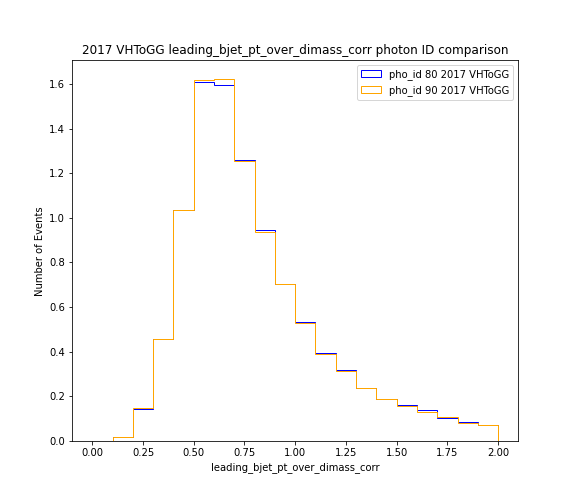 2017 VHToGG leading_bjet_pt_over_dimass_corr photon ID comparison
pho_id 80 2017 VHToGG
pho_id 90 2017 VHToGG
Number of Events
1.6
1.4
1.2
1.0
0.8
0.6
0.4
0.2
0.0
0.00 0.25 0.50 0.75 1.00 1.25 1.50 1.75 2.00
leading_bjet_pt_over_dimass_corr